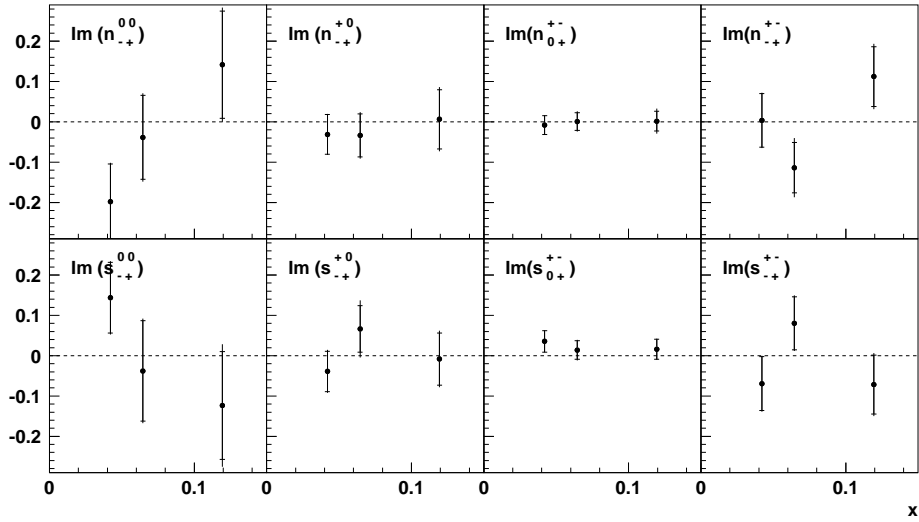 Im (n⁰⁰₋₊) Im (n⁺⁰₋₊) Im(n⁺⁻₀₊) Im(n⁺⁻₋₊)
0.2
0.1
0
-0.1
-0.2
Im (s⁰⁰₋₊) Im (s⁺⁰₋₊) Im(s⁺⁻₀₊) Im(s⁺⁻₋₊)
0.2
0.1
0
-0.1
-0.2
0 0.1 0 0.1 0 0.1 0 0.1
x